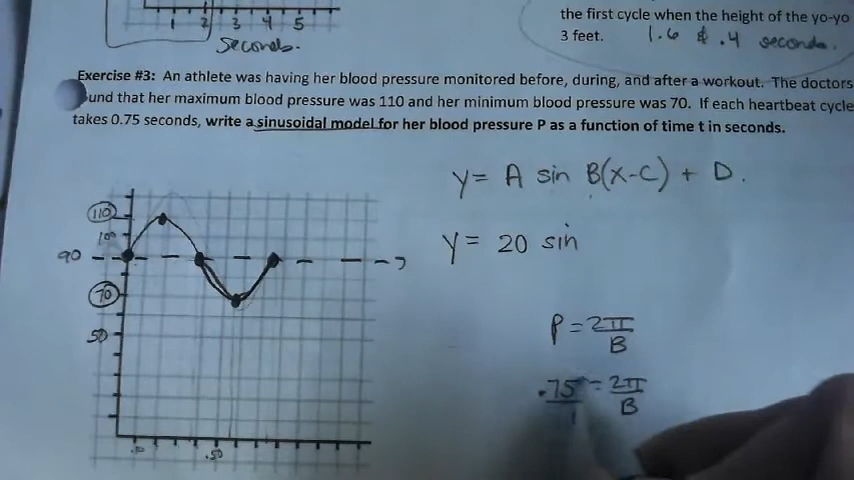 1 2 3 4 5
Seconds.
the first cycle when the height of the yo-yo
3 feet. 1.6 & .4 seconds.
Exercise #3: An athlete was having her blood pressure monitored before, during, and after a workout. The doctors
und that her maximum blood pressure was 110 and her minimum blood pressure was 70. If each heartbeat cycle
takes 0.75 seconds, write a sinusoidal model for her blood pressure P as a function of time t in seconds.
y = A sin B(x-C) + D.
110
100
90
70
50
.50
y = 20 sin
P = 2π/B
.75/1 = 2π/B